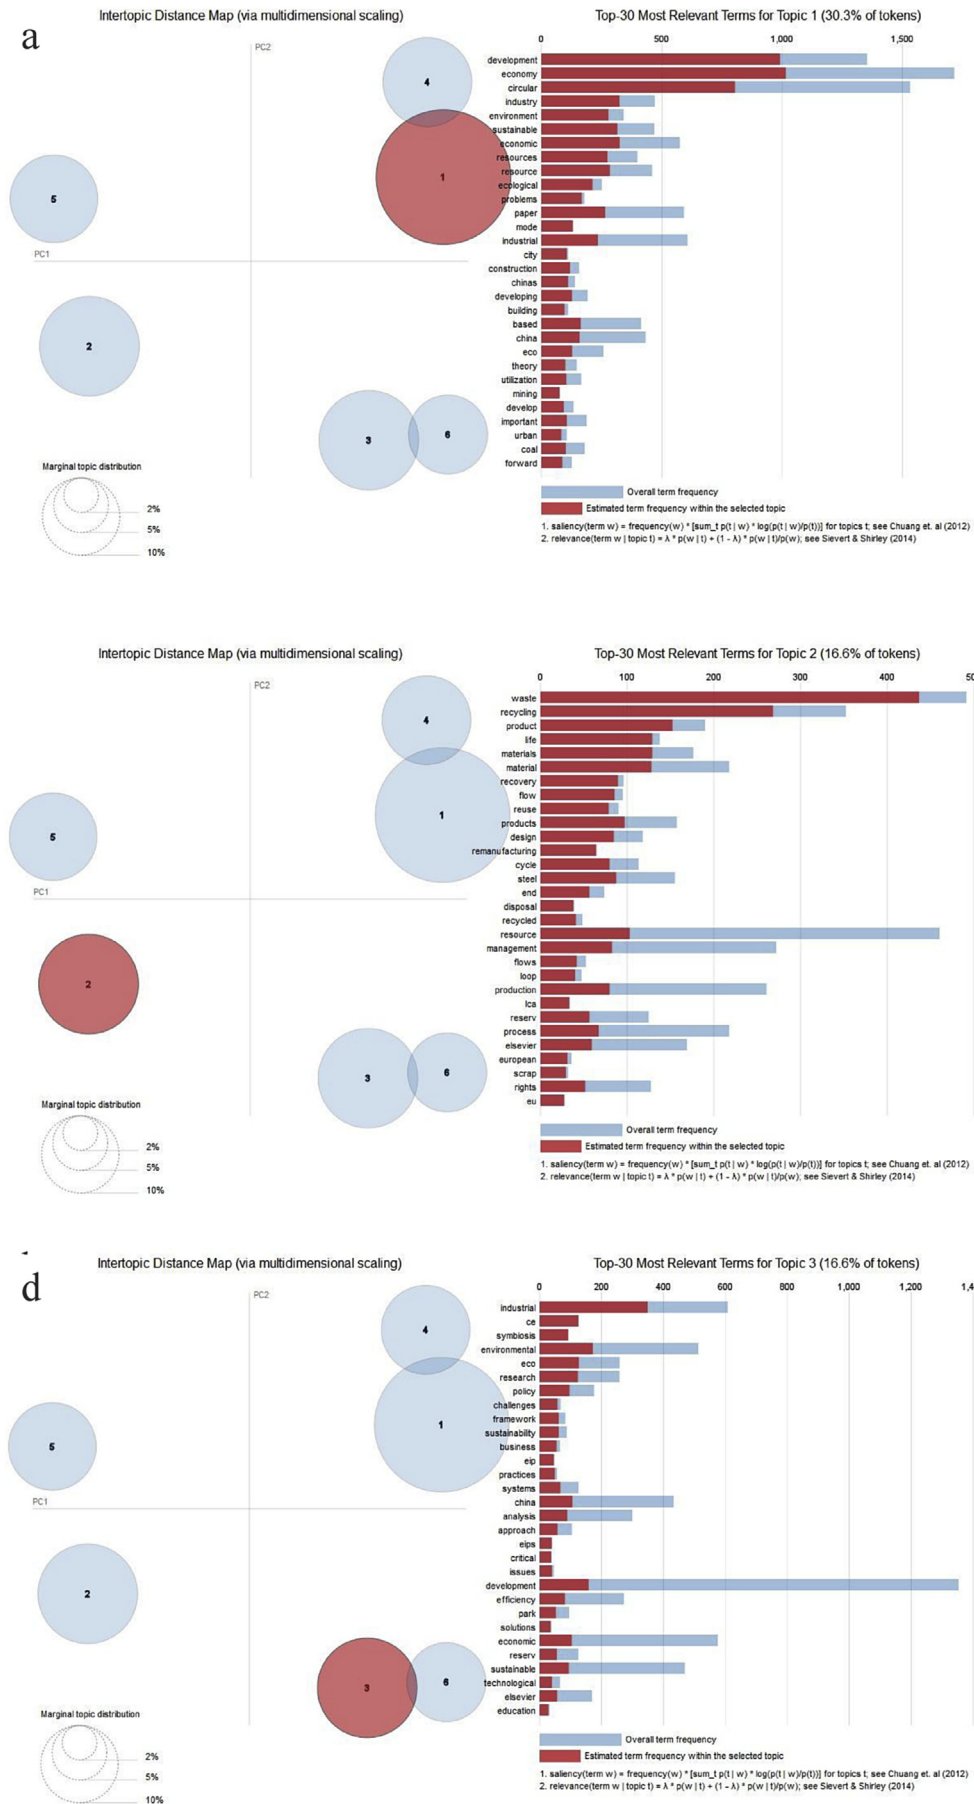 a
Intertopic Distance Map (via multidimensional scaling)
PC2
4
1
5
PC1
2
3
6
Marginal topic distribution
2%
5%
10%
Top-30 Most Relevant Terms for Topic 1 (30.3% of tokens)
0 500 1,000 1,500
development
economy
circular
industry
environment
sustainable
economic
resources
resource
ecological
problems
paper
mode
industrial
city
construction
chinas
developing
building
based
china
eco
theory
utilization
mining
develop
important
urban
coal
forward
Overall term frequency
Estimated term frequency within the selected topic
1. saliency(term w) = frequency(w) * [sum_t p(t | w) * log(p(t | w)/p(t))] for topics t; see Chuang et. al (2012)
2. relevance(term w | topic t) = λ * p(w | t) + (1 - λ) * p(w | t)/p(w); see Sievert & Shirley (2014)
Intertopic Distance Map (via multidimensional scaling)
PC2
4
1
5
PC1
2
3
6
Marginal topic distribution
2%
5%
10%
Top-30 Most Relevant Terms for Topic 2 (16.6% of tokens)
0 100 200 300 400 50
waste
recycling
product
life
materials
material
recovery
flow
reuse
products
design
remanufacturing
cycle
steel
end
disposal
recycled
resource
management
flows
loop
production
lca
reserv
process
elsevier
european
scrap
rights
eu
Overall term frequency
Estimated term frequency within the selected topic
1. saliency(term w) = frequency(w) * [sum_t p(t | w) * log(p(t | w)/p(t))] for topics t; see Chuang et. al (2012)
2. relevance(term w | topic t) = λ * p(w | t) + (1 - λ) * p(w | t)/p(w); see Sievert & Shirley (2014)
d
Intertopic Distance Map (via multidimensional scaling)
PC2
4
1
5
PC1
2
3
6
Marginal topic distribution
2%
5%
10%
Top-30 Most Relevant Terms for Topic 3 (16.6% of tokens)
0 200 400 600 800 1,000 1,200 1,4
industrial
ce
symbiosis
environmental
eco
research
policy
challenges
framework
sustainability
business
eip
practices
systems
china
analysis
approach
eips
critical
issues
development
efficiency
park
solutions
economic
reserv
sustainable
technological
elsevier
education
Overall term frequency
Estimated term frequency within the selected topic
1. saliency(term w) = frequency(w) * [sum_t p(t | w) * log(p(t | w)/p(t))] for topics t; see Chuang et. al (2012)
2. relevance(term w | topic t) = λ * p(w | t) + (1 - λ) * p(w | t)/p(w); see Sievert & Shirley (2014)